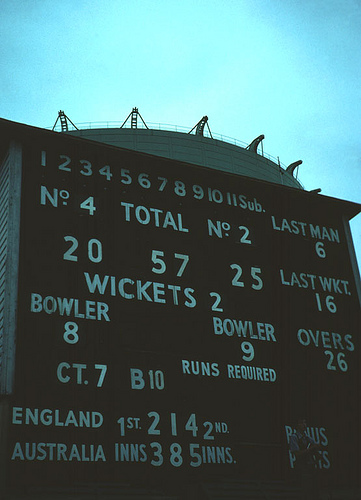 1 2 3 4 5 6 7 8 9 10 11 Sub.
Nº 4 TOTAL Nº 2 LAST MAN
6
20 57 25 LAST WKT.
WICKETS 2 16
BOWLER BOWLER OVERS
8 9 26
CT. 7 B 10 RUNS REQUIRED
ENGLAND 1ST. 214 2ND.
AUSTRALIA INNS 385 INNS.